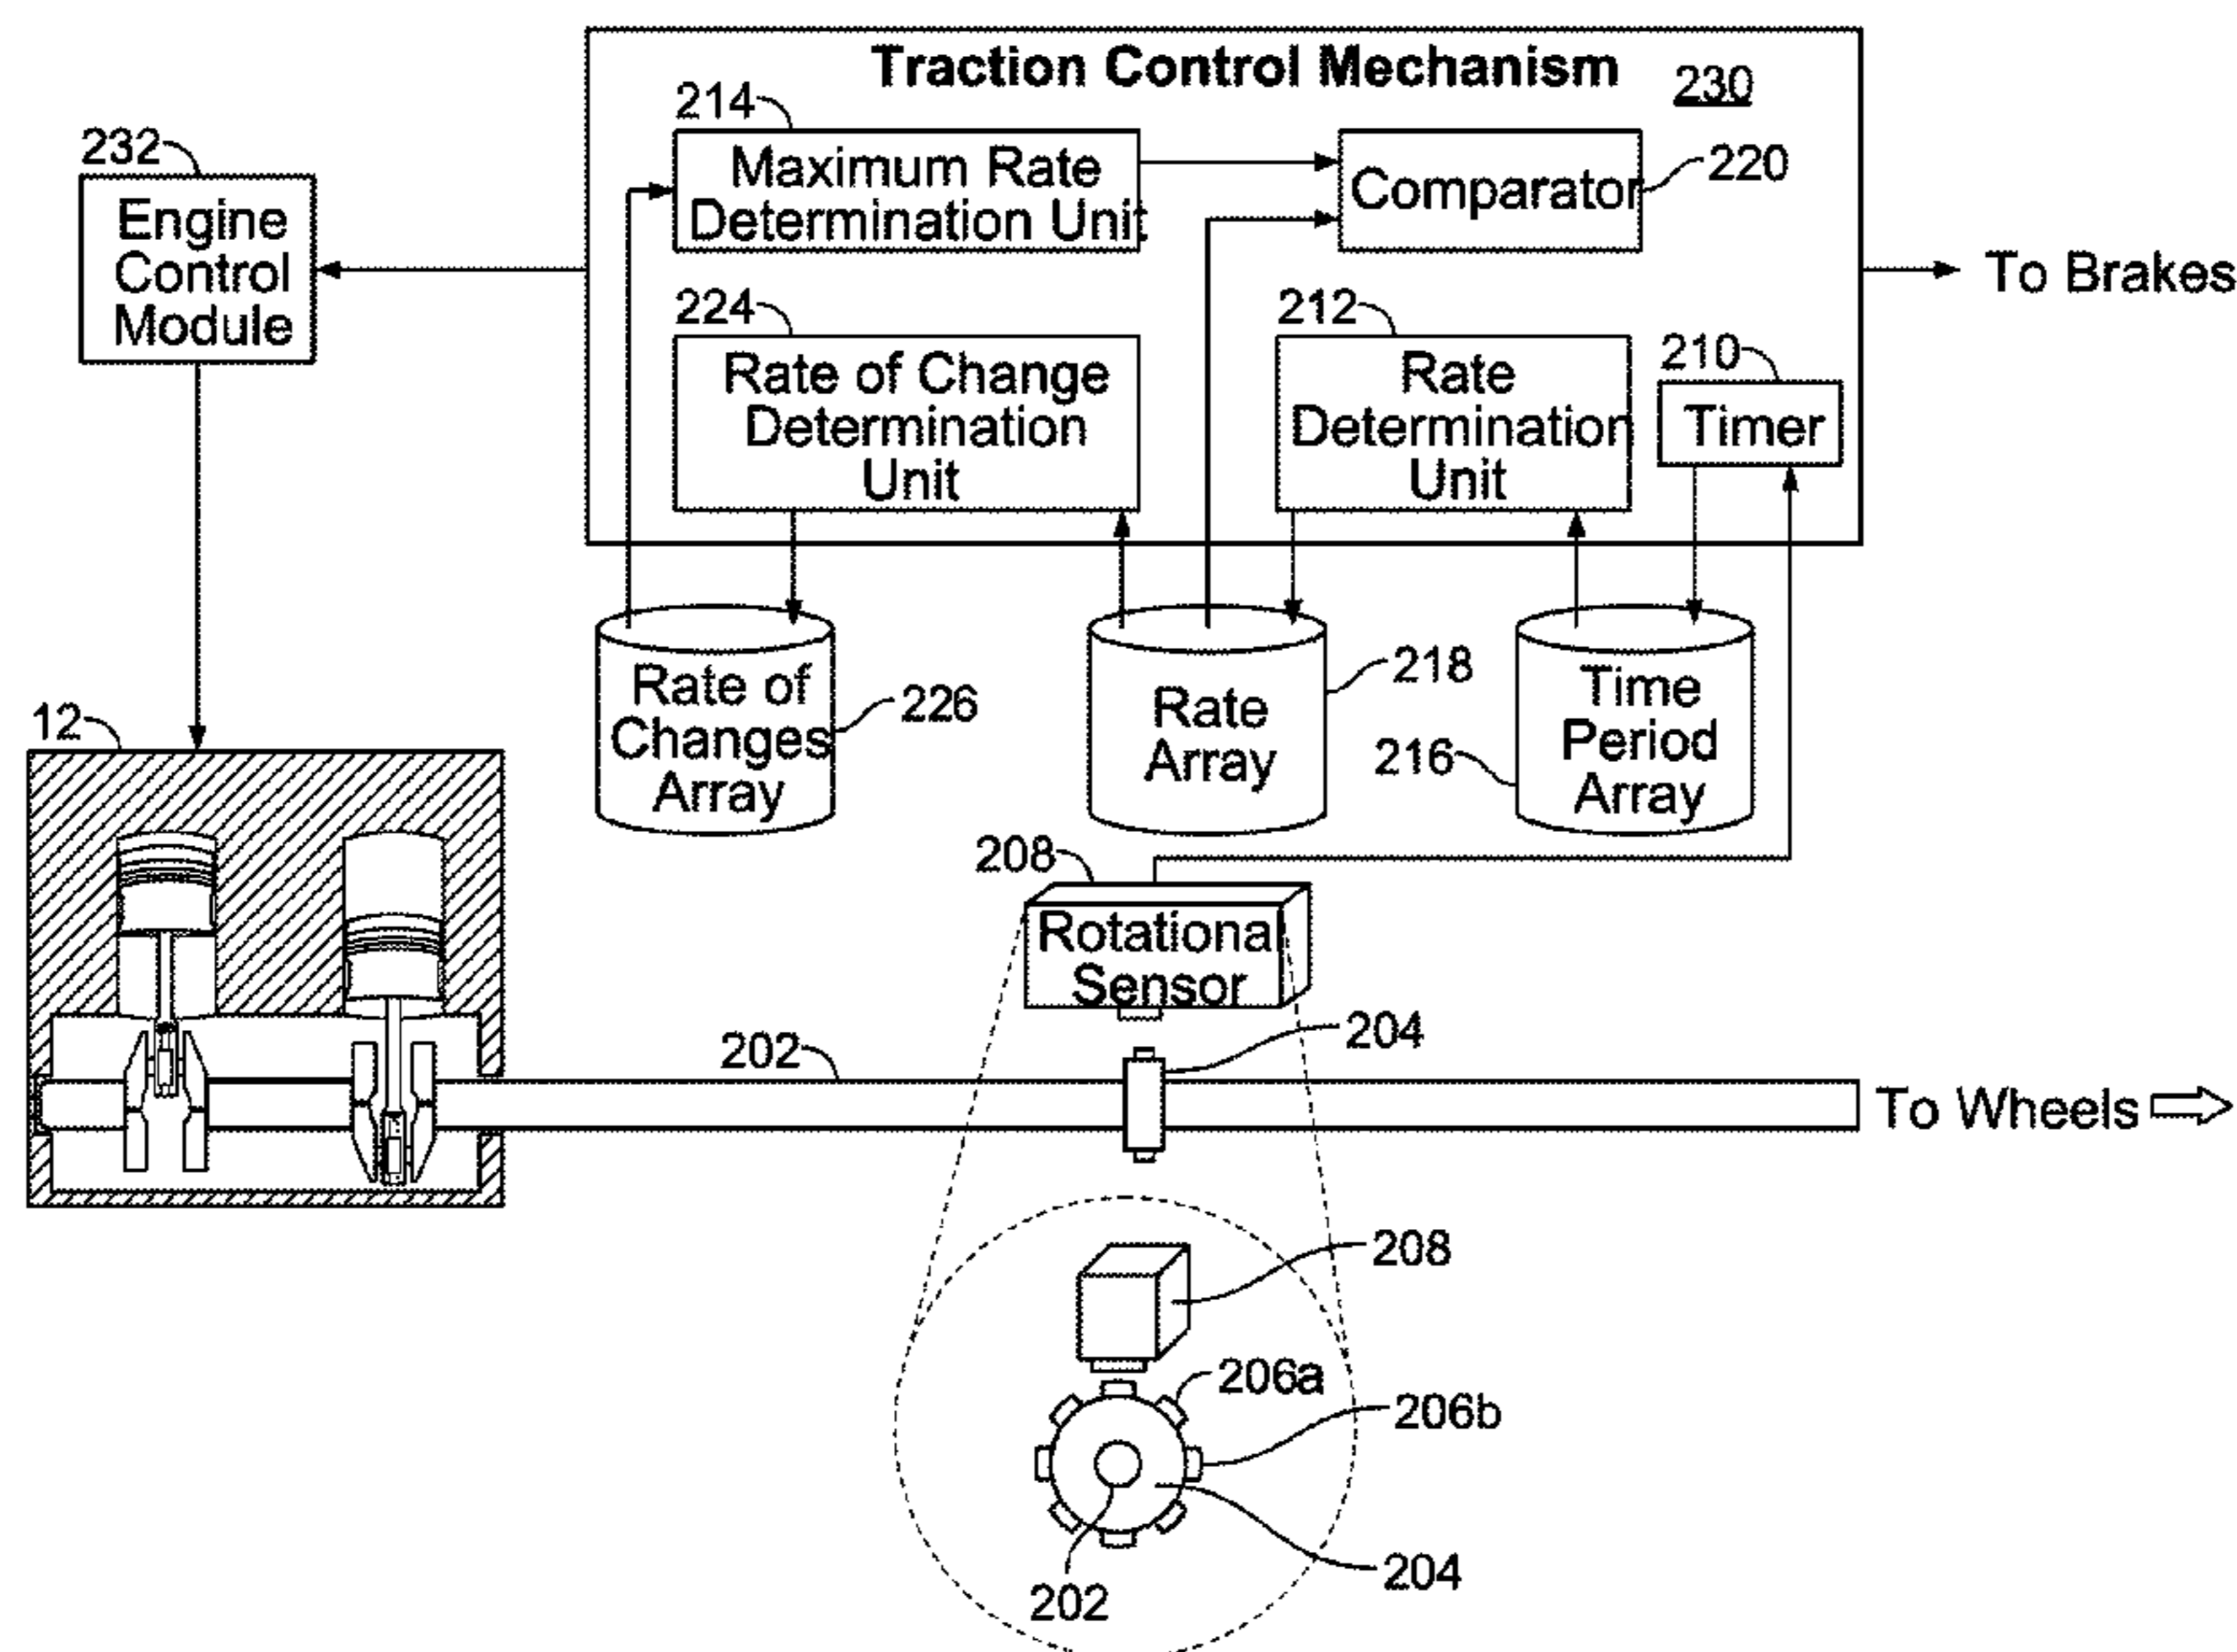 Traction Control Mechanism
230
214
232
Maximum Rate
Determination Unit
Comparator
220
Engine
Control
Module
To Brakes
224
212
210
Rate of Change
Determination
Unit
Rate
Determination
Unit
Timer
Rate of
Changes
Array
226
Rate
Array
218
Time
Period
Array
216
12
208
Rotational
Sensor
202
204
To Wheels
208
206a
206b
204
202